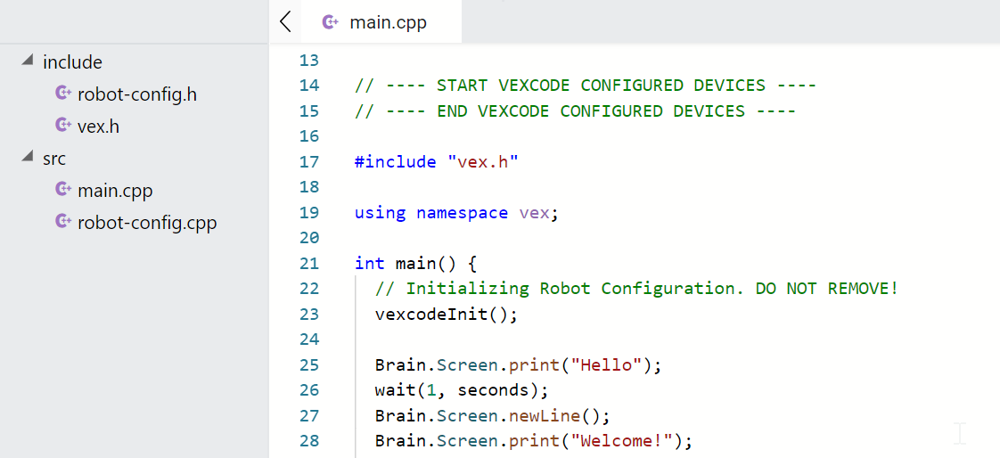 main.cpp
include
robot-config.h
vex.h
src
main.cpp
robot-config.cpp
13
14 // ---- START VEXCODE CONFIGURED DEVICES ----
15 // ---- END VEXCODE CONFIGURED DEVICES ----
16
17 #include "vex.h"
18
19 using namespace vex;
20
21 int main() {
22 // Initializing Robot Configuration. DO NOT REMOVE!
23 vexcodeInit();
24
25 Brain.Screen.print("Hello");
26 wait(1, seconds);
27 Brain.Screen.newLine();
28 Brain.Screen.print("Welcome!");